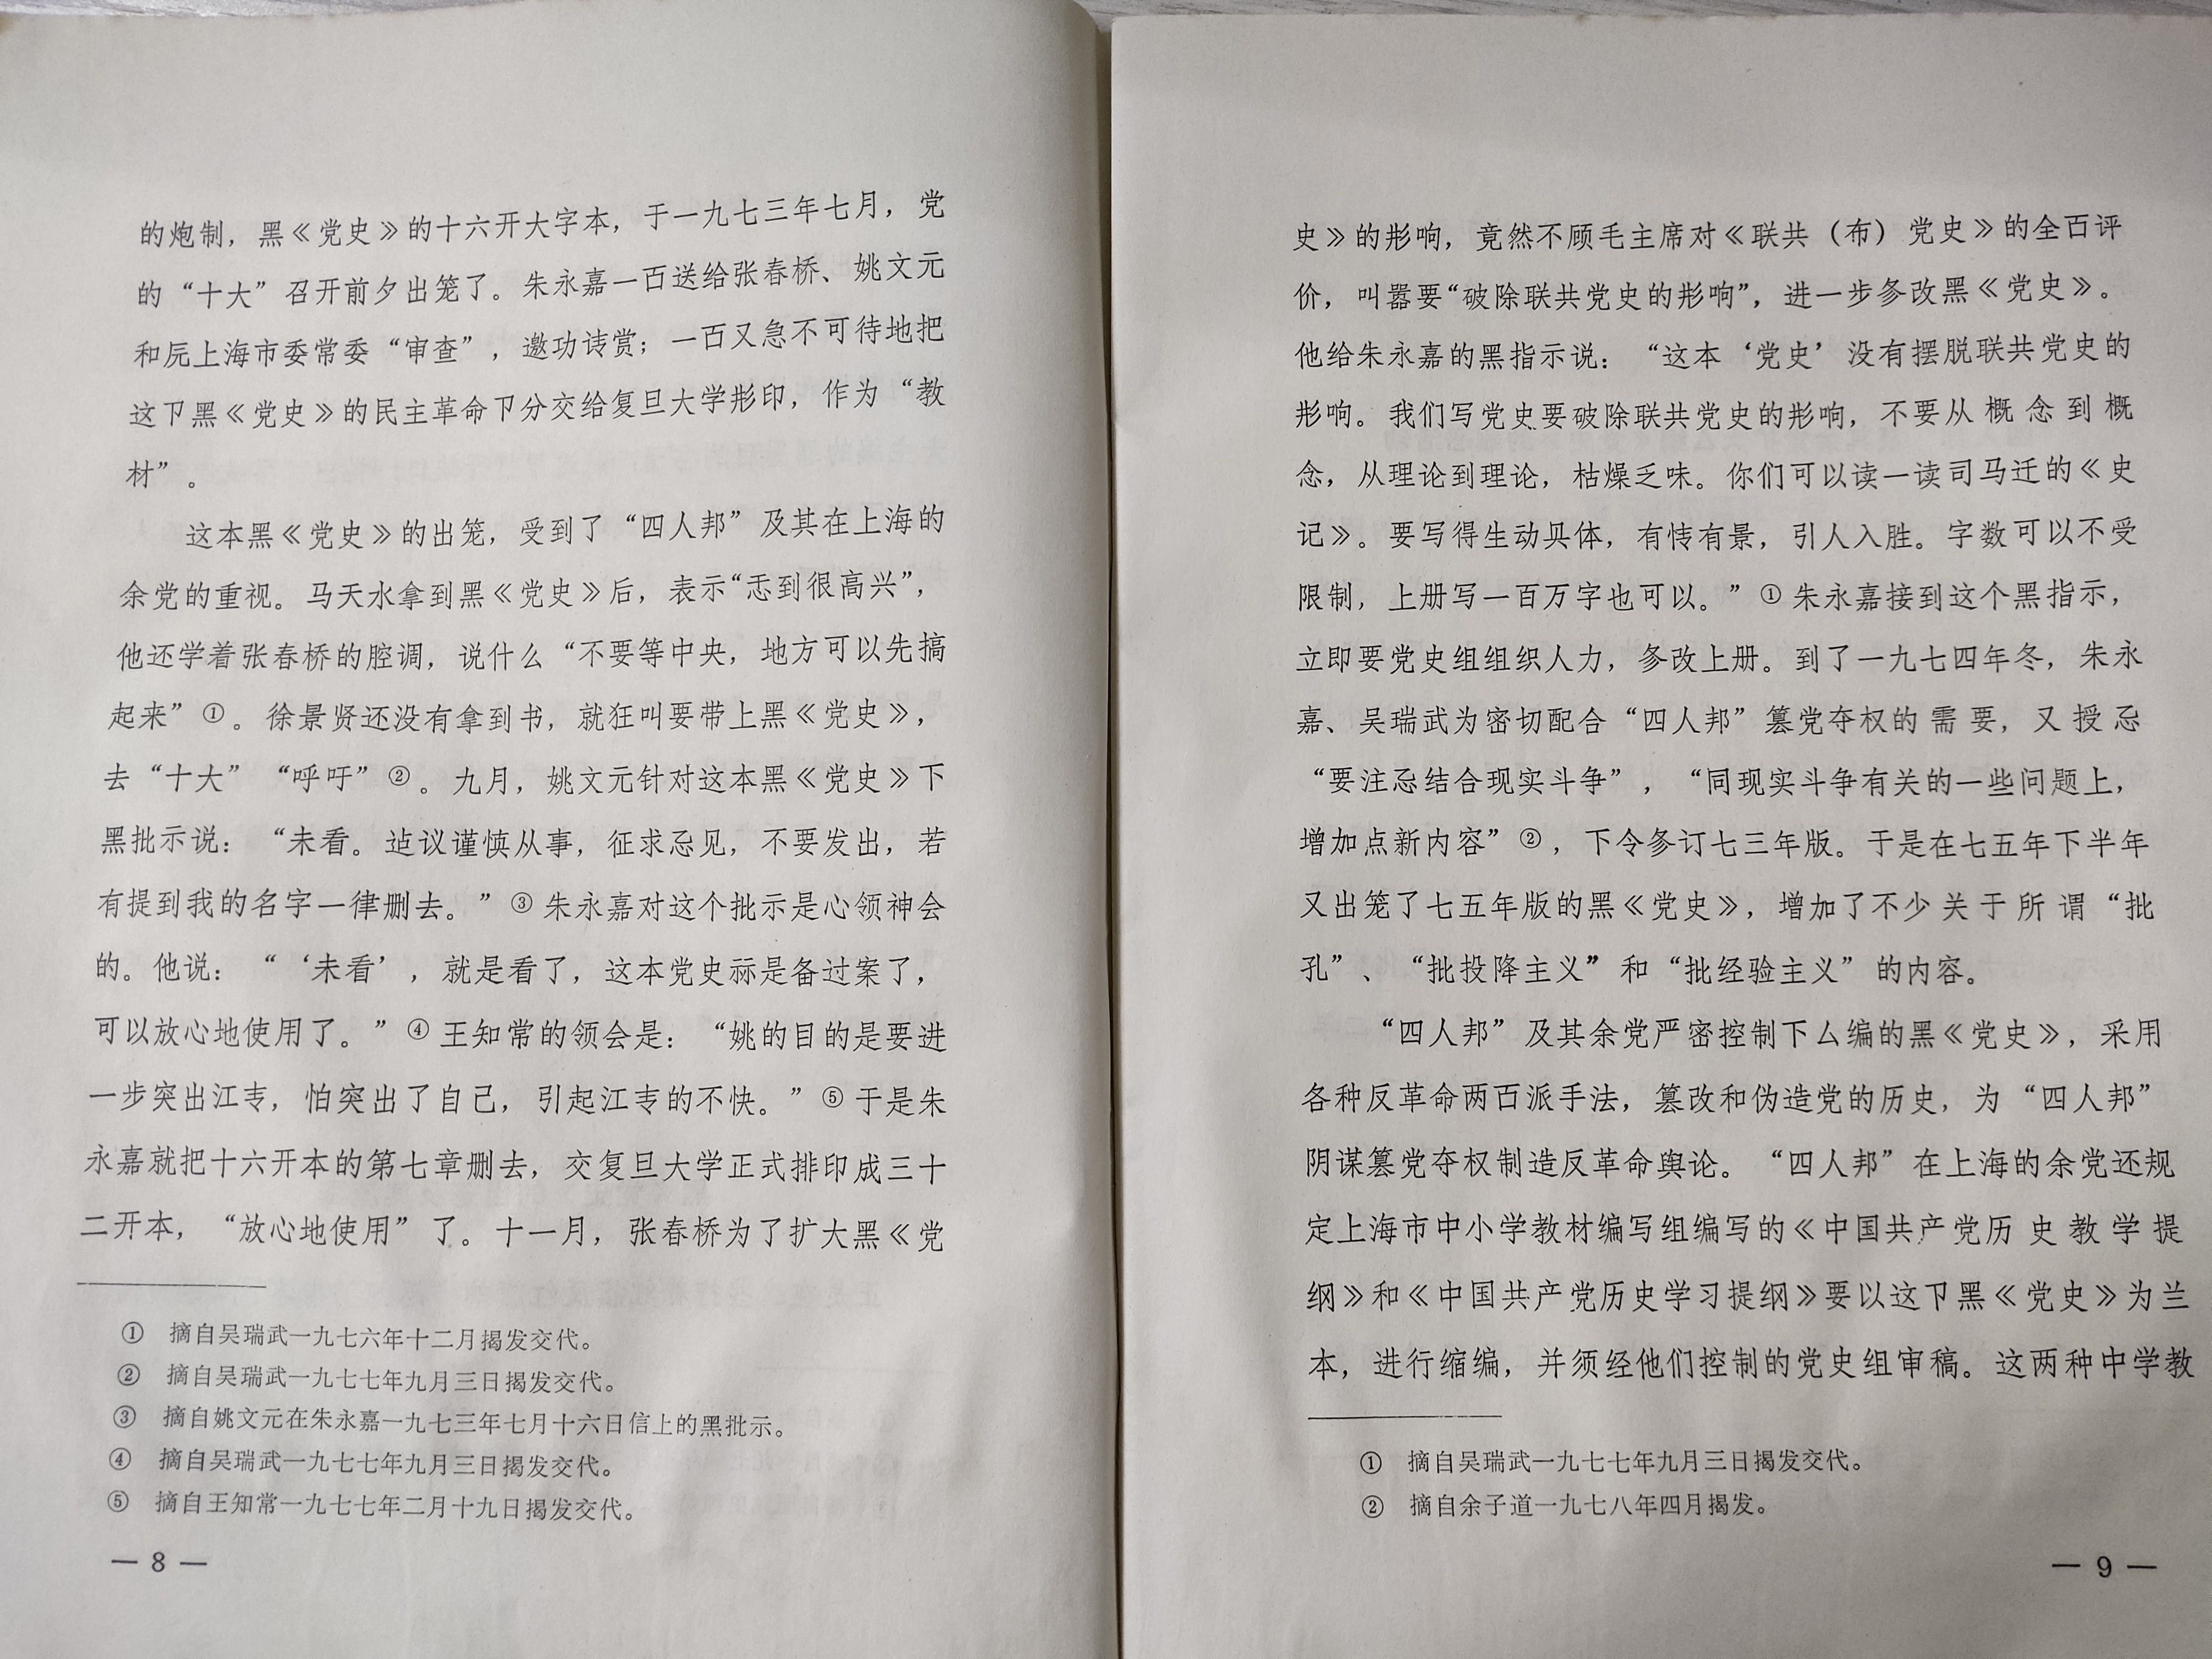 的炮制，黑《党史》的十六开大字本，于一九七三年七月，党
的“十大”召开前夕出笼了。朱永嘉一面送给张春桥、姚文元
和原上海市委常委“审查”，邀功请赏；一面又急不可待地把
这部黑《党史》的民主革命部分交给复旦大学影印，作为“教
材”。
这本黑《党史》的出笼，受到了“四人邦”及其在上海的
余党的重视。马天水拿到黑《党史》后，表示“感到很高兴”，
他还学着张春桥的腔调，说什么“不要等中央，地方可以先搞
起来”①。徐景贤还没有拿到书，就狂叫要带上黑《党史》，
去“十大”“呼吁”②。九月，姚文元针对这本黑《党史》下
黑批示说：“未看。迠议谨慎从事，征求意见，不要发出，若
有提到我的名字一律删去。”③朱永嘉对这个批示是心领神会
的。他说：“‘未看’，就是看了，这本党史祘是备过案了，
可以放心地使用了。”④王知常的领会是：“姚的目的是要进
一步突出江青，怕突出了自己，引起江青的不快。”⑤于是朱
永嘉就把十六开本的第七章删去，交复旦大学正式排印成三十
二开本，“放心地使用”了。十一月，张春桥为了扩大黑《党
① 摘自吴瑞武一九七六年十二月揭发交代。
② 摘自吴瑞武一九七七年九月三日揭发交代。
③ 摘自姚文元在朱永嘉一九七三年七月十六日信上的黑批示。
④ 摘自吴瑞武一九七七年九月三日揭发交代。
⑤ 摘自王知常一九七七年二月十九日揭发交代。
— 8 —
史》的影响，竟然不顾毛主席对《联共（布）党史》的全面评
价，叫嚣要“破除联共党史的影响”，进一步修改黑《党史》。
他给朱永嘉的黑指示说：“这本‘党史’没有摆脱联共党史的
影响。我们写党史要破除联共党史的影响，不要从概念到概
念，从理论到理论，枯燥乏味。你们可以读一读司马迁的《史
记》。要写得生动具体，有情有景，引人入胜。字数可以不受
限制，上册写一百万字也可以。”①朱永嘉接到这个黑指示，
立即要党史组组织人力，修改上册。到了一九七四年冬，朱永
嘉、吴瑞武为密切配合“四人邦”篡党夺权的需要，又授意
“要注意结合现实斗争”，“同现实斗争有关的一些问题上，
增加点新内容”②，下令修订七三年版。于是在七五年下半年
又出笼了七五年版的黑《党史》，增加了不少关于所谓“批
孔”、“批投降主义”和“批经验主义”的内容。
“四人邦”及其余党严密控制下么编的黑《党史》，采用
各种反革命两面派手法，篡改和伪造党的历史，为“四人邦”
阴谋篡党夺权制造反革命舆论。“四人邦”在上海的余党还规
定上海市中小学教材编写组编写的《中国共产党历史教学提
纲》和《中国共产党历史学习提纲》要以这部黑《党史》为兰
本，进行缩编，并须经他们控制的党史组审稿。这两种中学教
① 摘自吴瑞武一九七七年九月三日揭发交代。
② 摘自余子道一九七八年四月揭发。
— 9 —